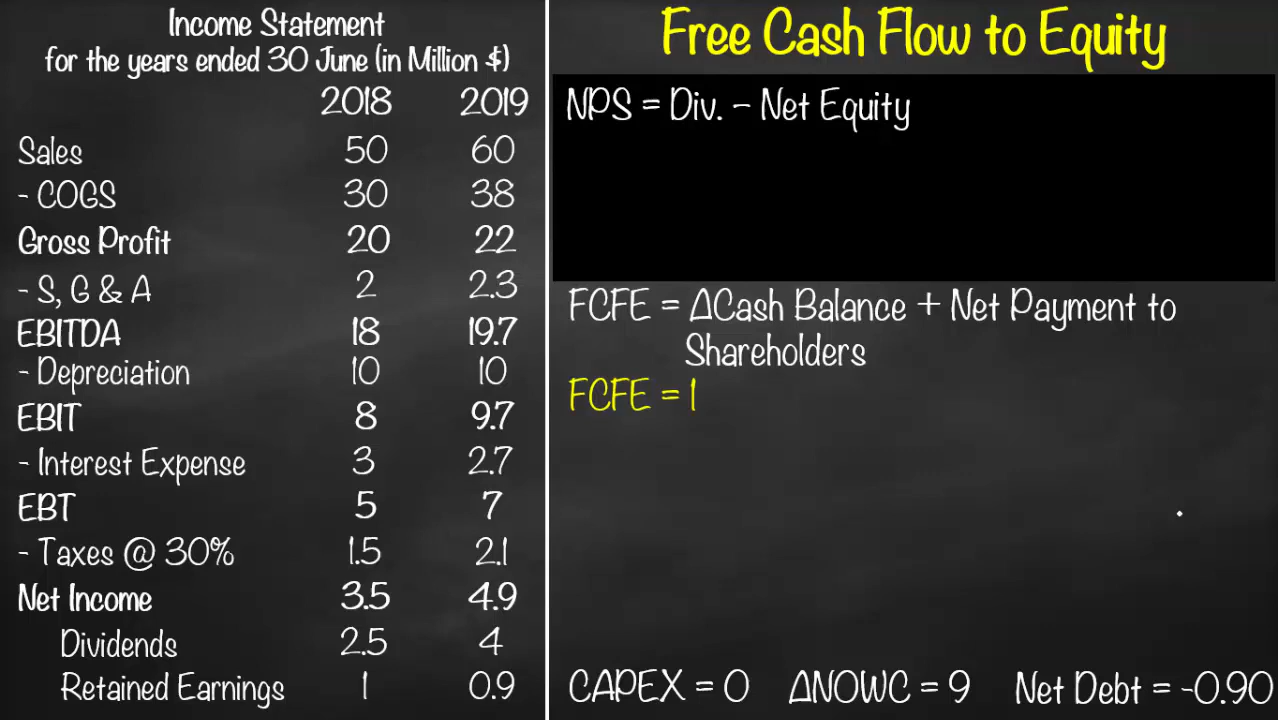 Income Statement
for the years ended 30 June (in Million $)
2018 2019
Sales 50 60
- COGS 30 38
Gross Profit 20 22
- S, G & A 2 2.3
EBITDA 18 19.7
- Depreciation 10 10
EBIT 8 9.7
- Interest Expense 3 2.7
EBT 5 7
- Taxes @ 30% 1.5 2.1
Net Income 3.5 4.9
Dividends 2.5 4
Retained Earnings 1 0.9
Free Cash Flow to Equity
NPS = Div. - Net Equity
FCFE = ΔCash Balance + Net Payment to
Shareholders
FCFE = 1
CAPEX = 0 ΔNOWC = 9 Net Debt = -0.90